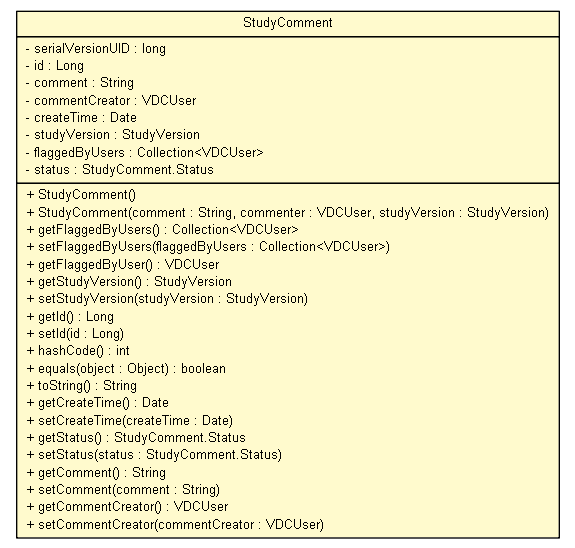 StudyComment
- serialVersionUID : long
- id : Long
- comment : String
- commentCreator : VDCUser
- createTime : Date
- studyVersion : StudyVersion
- flaggedByUsers : Collection<VDCUser>
- status : StudyComment.Status
+ StudyComment()
+ StudyComment(comment : String, commenter : VDCUser, studyVersion : StudyVersion)
+ getFlaggedByUsers() : Collection<VDCUser>
+ setFlaggedByUsers(flaggedByUsers : Collection<VDCUser>)
+ getFlaggedByUser() : VDCUser
+ getStudyVersion() : StudyVersion
+ setStudyVersion(studyVersion : StudyVersion)
+ getId() : Long
+ setId(id : Long)
+ hashCode() : int
+ equals(object : Object) : boolean
+ toString() : String
+ getCreateTime() : Date
+ setCreateTime(createTime : Date)
+ getStatus() : StudyComment.Status
+ setStatus(status : StudyComment.Status)
+ getComment() : String
+ setComment(comment : String)
+ getCommentCreator() : VDCUser
+ setCommentCreator(commentCreator : VDCUser)